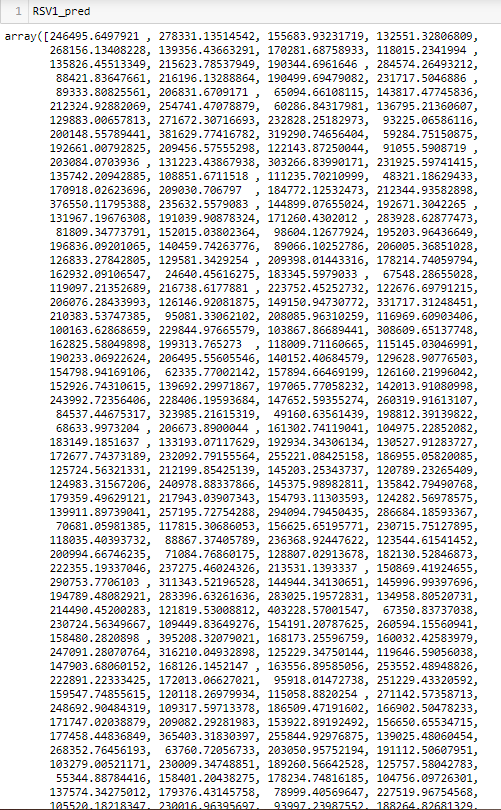 1 RSV1_pred
array([246495.6497921 , 278331.13514542, 155683.93231719, 132551.32806809,
268156.13408228, 139356.43663291, 170281.68758933, 118015.2341994 ,
135826.45513349, 215623.78537949, 190344.6961646 , 284574.26493212,
88421.83647661, 216196.13288864, 190499.69479082, 231717.5046886 ,
89333.80825561, 206831.6709171 , 65094.66108115, 143817.47745836,
212324.92882069, 254741.47078879, 60286.84317981, 136795.21360607,
129883.00657813, 271672.30716693, 232828.25182973, 93225.06586116,
200148.55789441, 381629.77416782, 319290.74656404, 59284.75150875,
192661.00792825, 209456.57555298, 122143.87250044, 91055.5908719 ,
203084.0703936 , 131223.43867938, 303266.83990171, 231925.59741415,
135742.20942885, 108851.6711518 , 111235.70210999, 48321.18629433,
170918.02623696, 209030.706797 , 184772.12532473, 212344.93582898,
376550.11795388, 235632.5579083 , 144899.07655024, 192671.3042265 ,
131967.19676308, 191039.90878324, 171260.4302012 , 283928.62877473,
81809.34773791, 152015.03802364, 98604.12677924, 195203.96436649,
196836.09201065, 140459.74263776, 89066.10252786, 206005.36851028,
126833.27842805, 129581.3429254 , 209398.01443316, 178214.74059794,
162932.09106547, 24640.45616275, 183345.5979033 , 67548.28655028,
119097.21352689, 216738.6177881 , 223752.45252732, 122676.69791215,
206076.28433993, 126146.92081875, 149150.94730772, 331717.31248451,
210383.53747385, 95081.33062102, 208085.96310259, 116969.60903406,
100163.62868659, 229844.97665579, 103867.86689441, 308609.65137748,
162825.58049898, 199313.765273 , 118009.71160665, 115145.03046991,
190233.06922624, 206495.55605546, 140152.40684579, 129628.90776503,
154798.94169106, 62335.77002142, 157894.66469199, 126160.21996042,
152926.74310615, 139692.29971867, 197065.77058232, 142013.91080998,
243992.72356406, 228406.19593684, 147652.59355274, 260319.91613107,
84537.44675317, 323985.21615319, 49160.63561439, 198812.39139822,
68633.9973204 , 206673.8900044 , 161302.74119041, 104975.22852082,
183149.1851637 , 133193.07117629, 192934.34306134, 130527.91283727,
172677.74373189, 232092.79155564, 255221.08425158, 186955.05820085,
125724.56321331, 212199.85425139, 145203.25343737, 120789.23265409,
124983.31567206, 240978.88337866, 145375.98982811, 135842.79490768,
179359.49629121, 217943.03907343, 154793.11303593, 124282.56978575,
139911.89739041, 257195.72754288, 294094.79450435, 286684.18593367,
70681.05981385, 117815.30686053, 156625.65195771, 230715.75127895,
118035.40393732, 88867.37405789, 236368.92447622, 123544.61541452,
200994.66746235, 71084.76860175, 128807.02913678, 182130.52846873,
222355.19337046, 237275.46024326, 213531.1393337 , 150869.41924655,
290753.7706103 , 311343.52196528, 144944.34130651, 145996.99397696,
194789.48082921, 283396.63261636, 283025.19572831, 134958.80520731,
214490.45200283, 121819.53008812, 403228.57001547, 67350.83737038,
230724.56349667, 109449.83649276, 154191.20787625, 260594.15560941,
158480.2820898 , 395208.32079021, 168173.25596759, 160032.42583979,
247091.28070764, 316210.04932898, 125229.34750144, 119646.59056038,
147903.68060152, 168126.1452147 , 163556.89585056, 253552.48948826,
222891.22333425, 172013.06627021, 95918.01472738, 251229.43320592,
159547.74855615, 120118.26979934, 115058.8820254 , 271142.57358713,
248692.90484319, 109317.59713378, 186509.47191602, 166902.50478233,
171747.02038879, 209082.29281983, 153922.89192492, 156650.65534715,
177458.44836849, 365403.31830397, 255844.92976875, 139025.48060454,
268352.76456193, 63760.72056733, 203050.95752194, 191112.50607951,
103279.00521171, 230009.34748851, 189260.56642528, 125757.58042783,
55344.88784416, 158401.20438275, 178234.74816185, 104756.09726301,
137574.34275012, 179376.43145758, 78999.40569647, 227519.96754568,
105520.18218347, 230016.96395697, 93997.23987552, 188264.82681329,